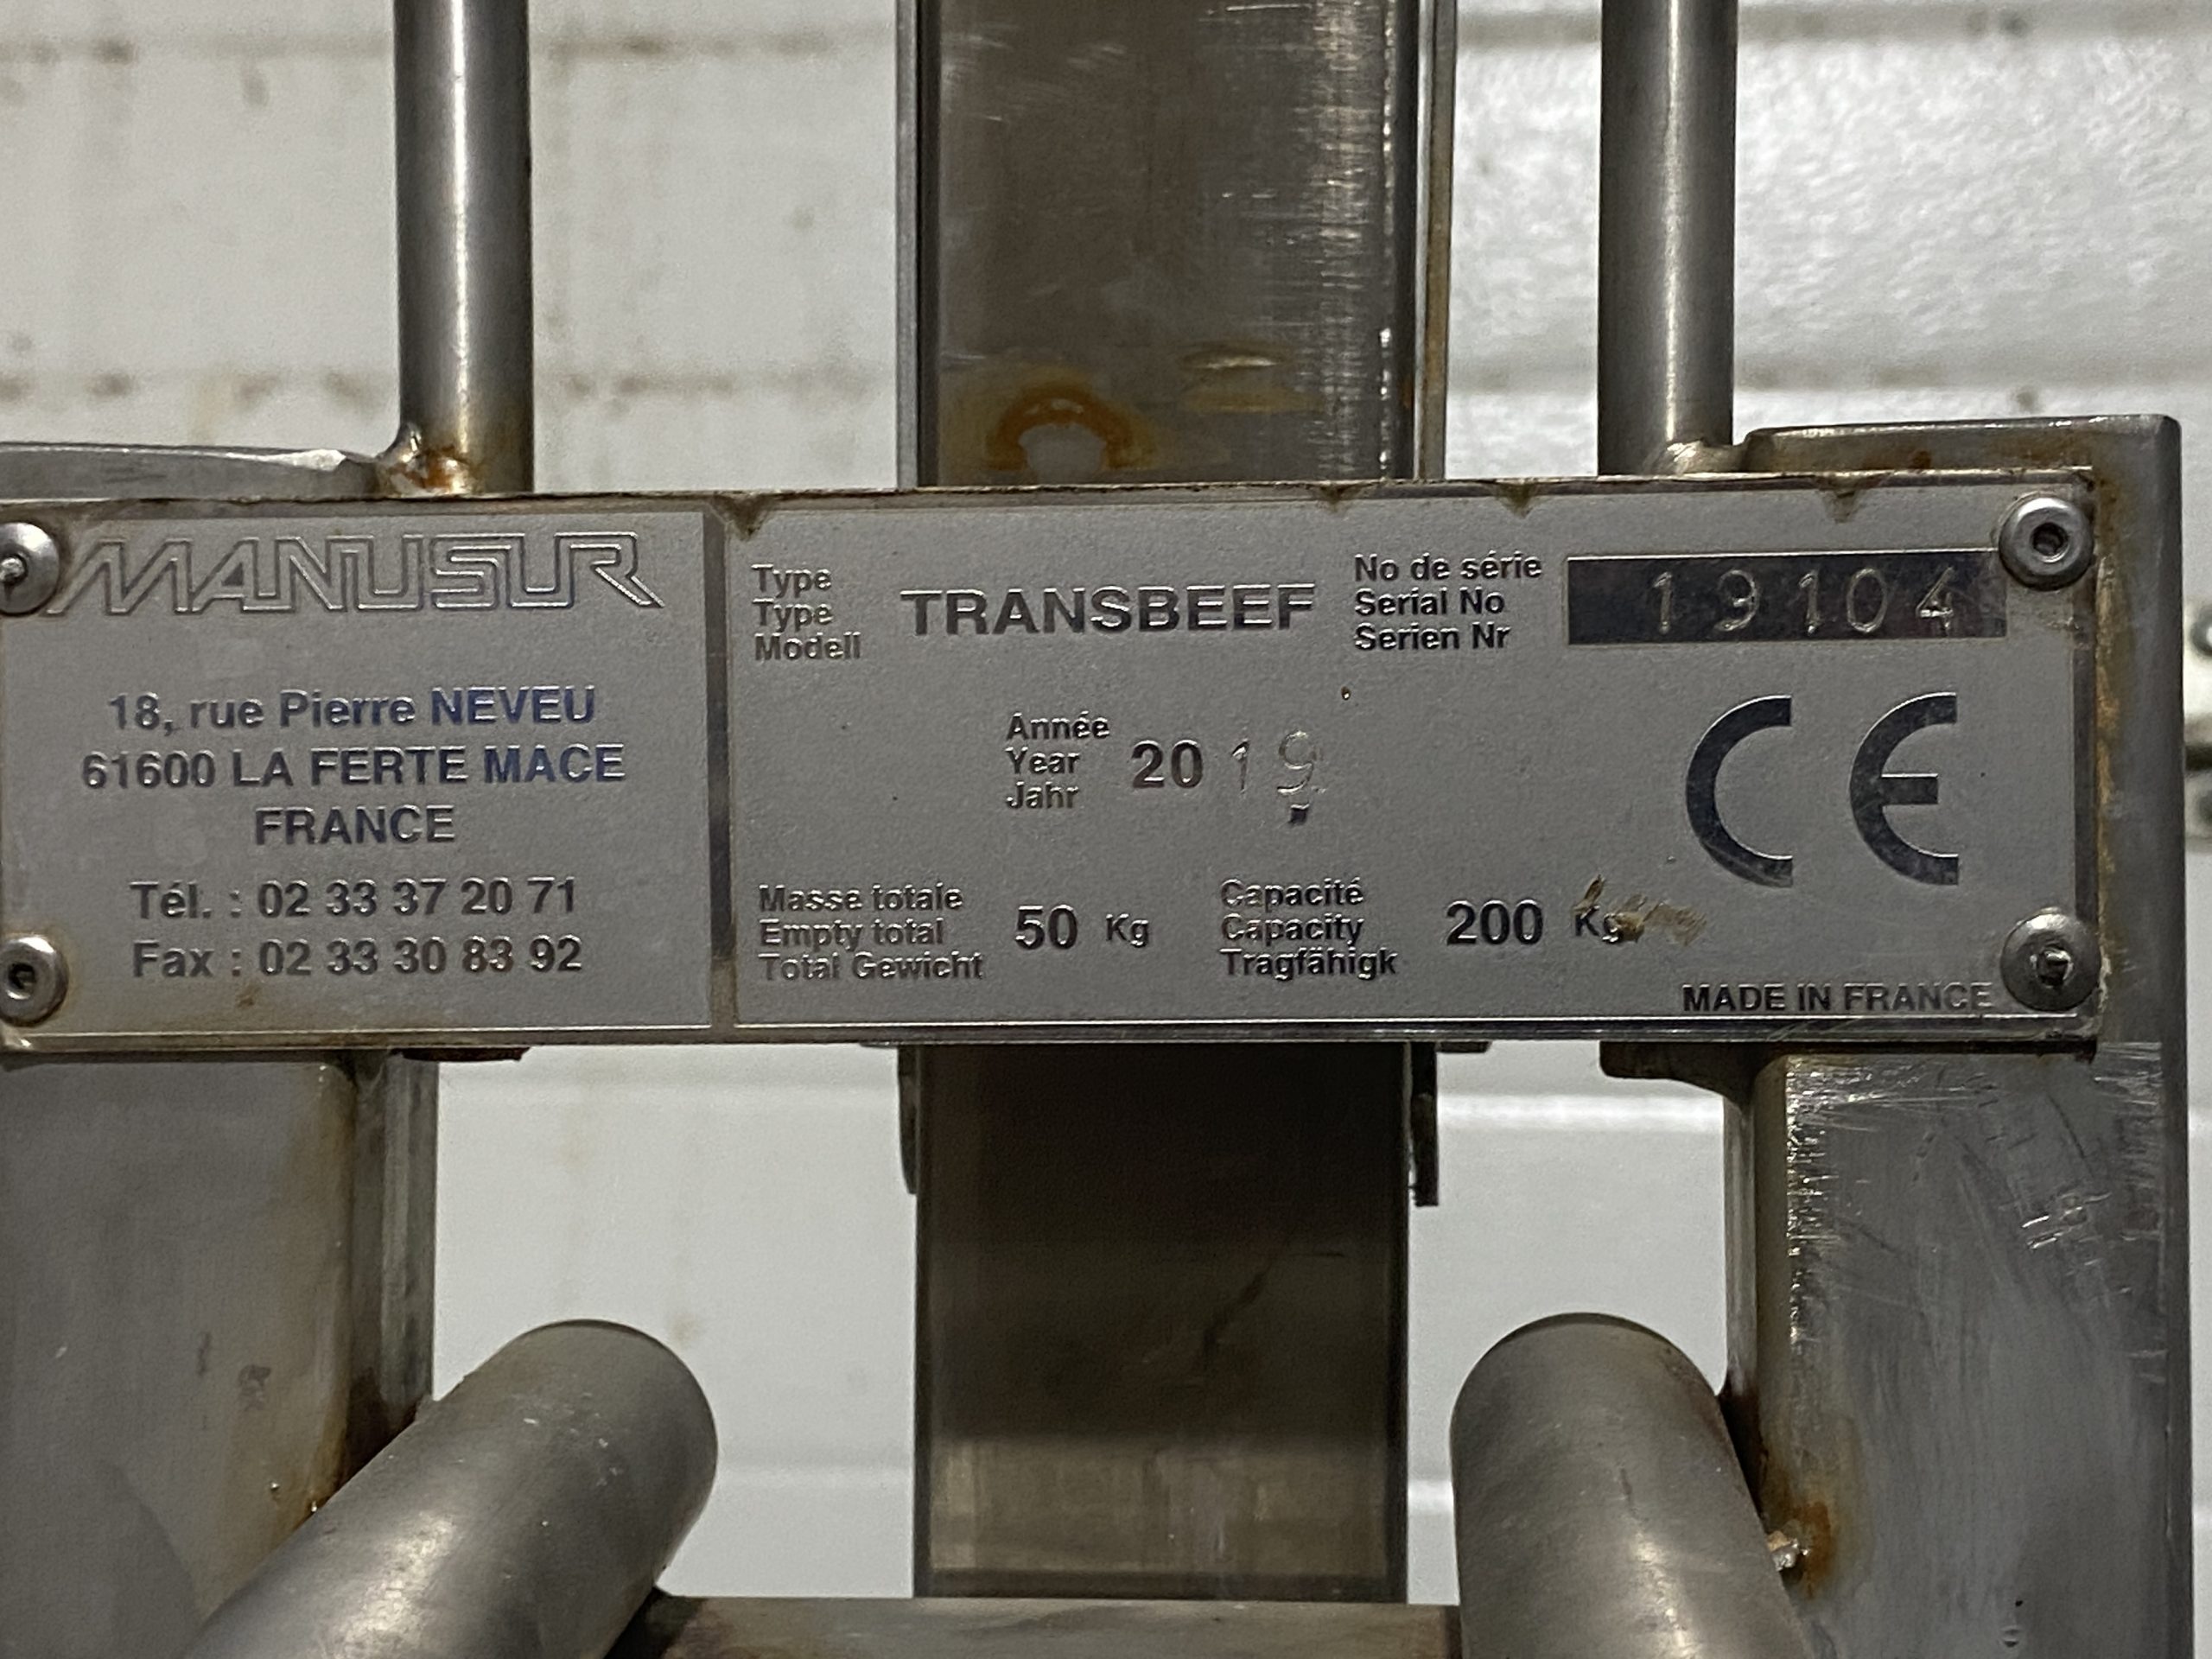 MANUSUR
18, rue Pierre NEVEU
61600 LA FERTE MACE
FRANCE
Tél. : 02 33 37 20 71
Fax : 02 33 30 83 92
Type
Type
Modell
TRANSBEEF
No de série
Serial No
Serien Nr
19104
Année
Year
Jahr
2019
CE
Masse totale
Empty total
Total Gewicht
50 Kg
Capacité
Capacity
Tragfähigk
200 Kg
MADE IN FRANCE